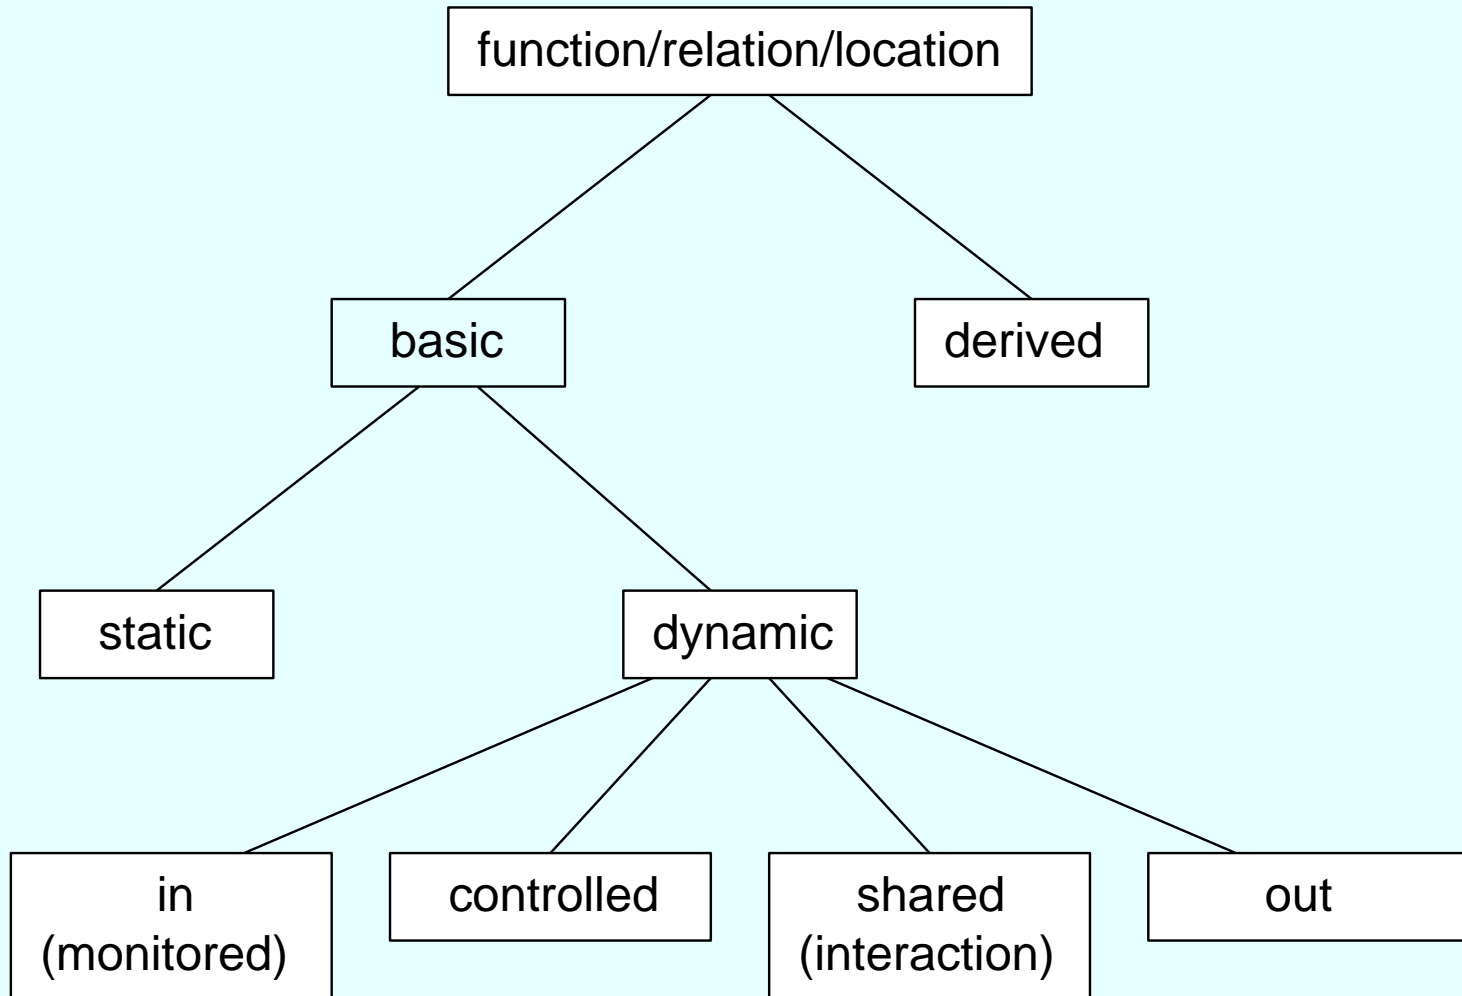 function/relation/location
basic
derived
static
dynamic
in
(monitored)
controlled
shared
(interaction)
out